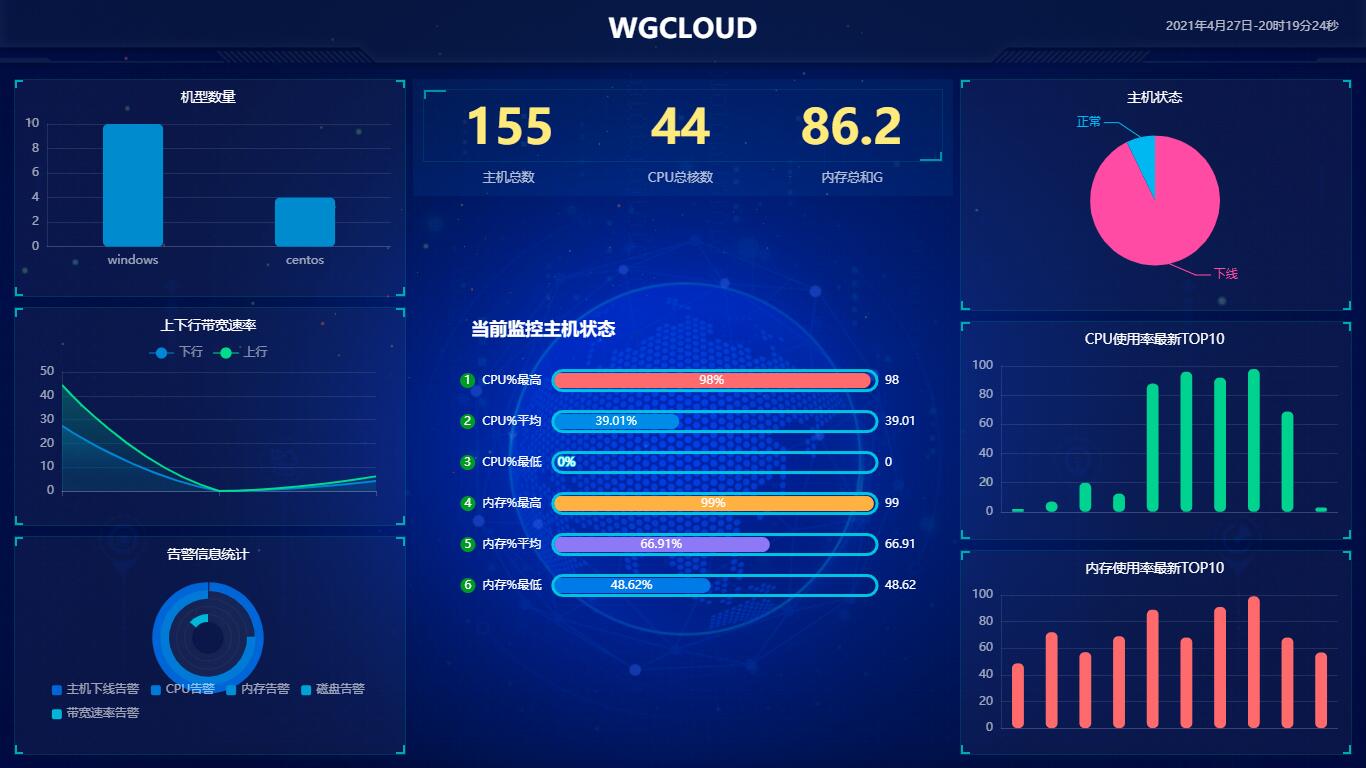 WGCLOUD
2021年4月27日-20时19分24秒
机型数量
10
8
6
4
2
0
windows centos
上下行带宽速率
下行 上行
50
40
30
20
10
0
告警信息统计
主机下线告警 CPU告警 内存告警 磁盘告警
带宽速率告警
155 44 86.2
主机总数 CPU总核数 内存总和G
当前监控主机状态
1 CPU%最高 98% 98
2 CPU%平均 39.01% 39.01
3 CPU%最低 0% 0
4 内存%最高 99% 99
5 内存%平均 66.91% 66.91
6 内存%最低 48.62% 48.62
主机状态
正常
下线
CPU使用率最新TOP10
100
80
60
40
20
0
内存使用率最新TOP10
100
80
60
40
20
0